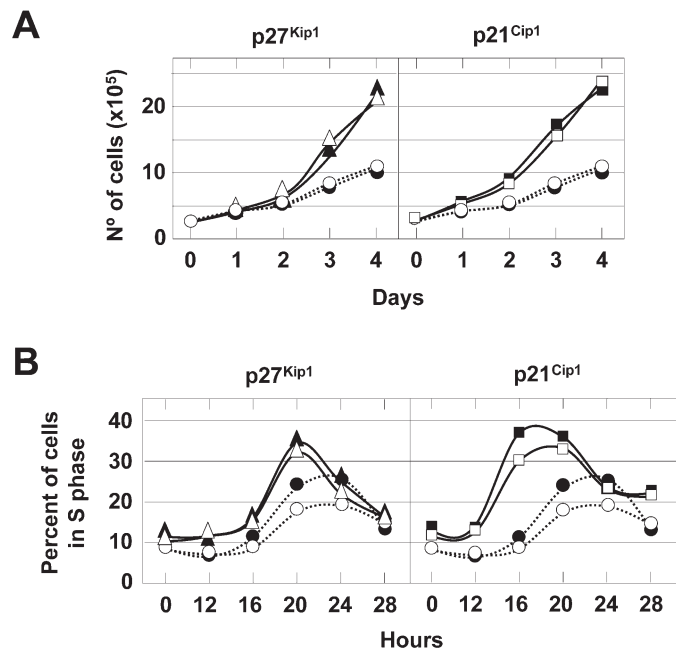 A
p27Kip1 p21Cip1
Nº of cells (x10⁵)
20
10
0
0 1 2 3 4 0 1 2 3 4
Days
B
p27Kip1 p21Cip1
Percent of cells
in S phase
40
30
20
10
0
0 12 16 20 24 28 0 12 16 20 24 28
Hours